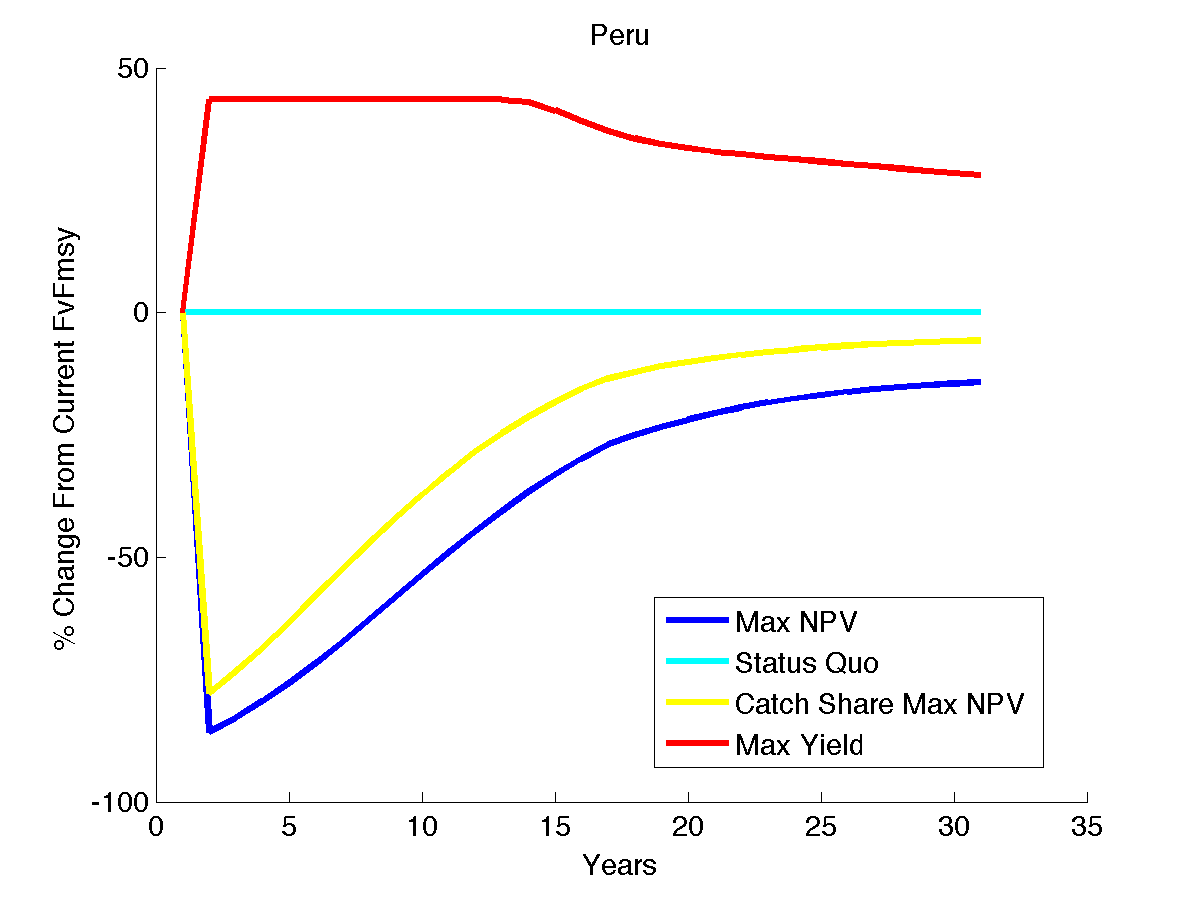 Peru
50
0
-50
-100
% Change From Current FvFmsy
0 5 10 15 20 25 30 35
Years
Max NPV
Status Quo
Catch Share Max NPV
Max Yield